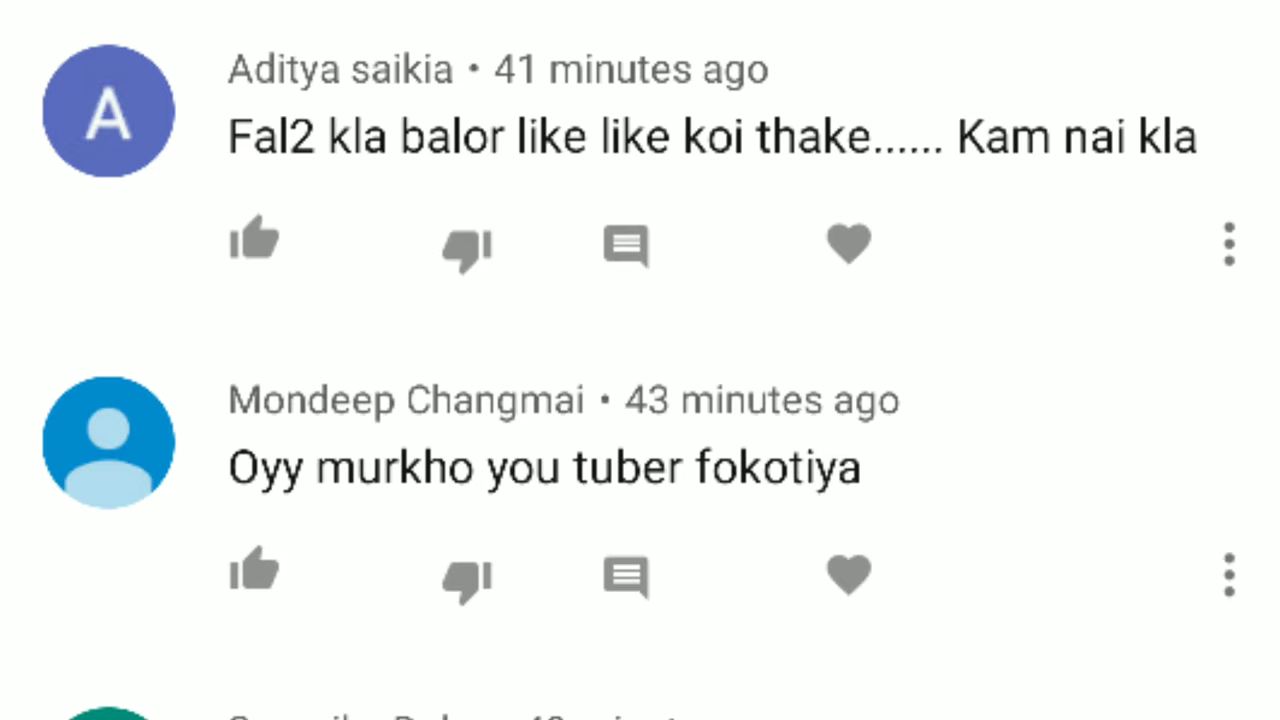 A
Aditya saikia • 41 minutes ago
Fal2 kla balor like like koi thake...... Kam nai kla
Mondeep Changmai • 43 minutes ago
Oyy murkho you tuber fokotiya